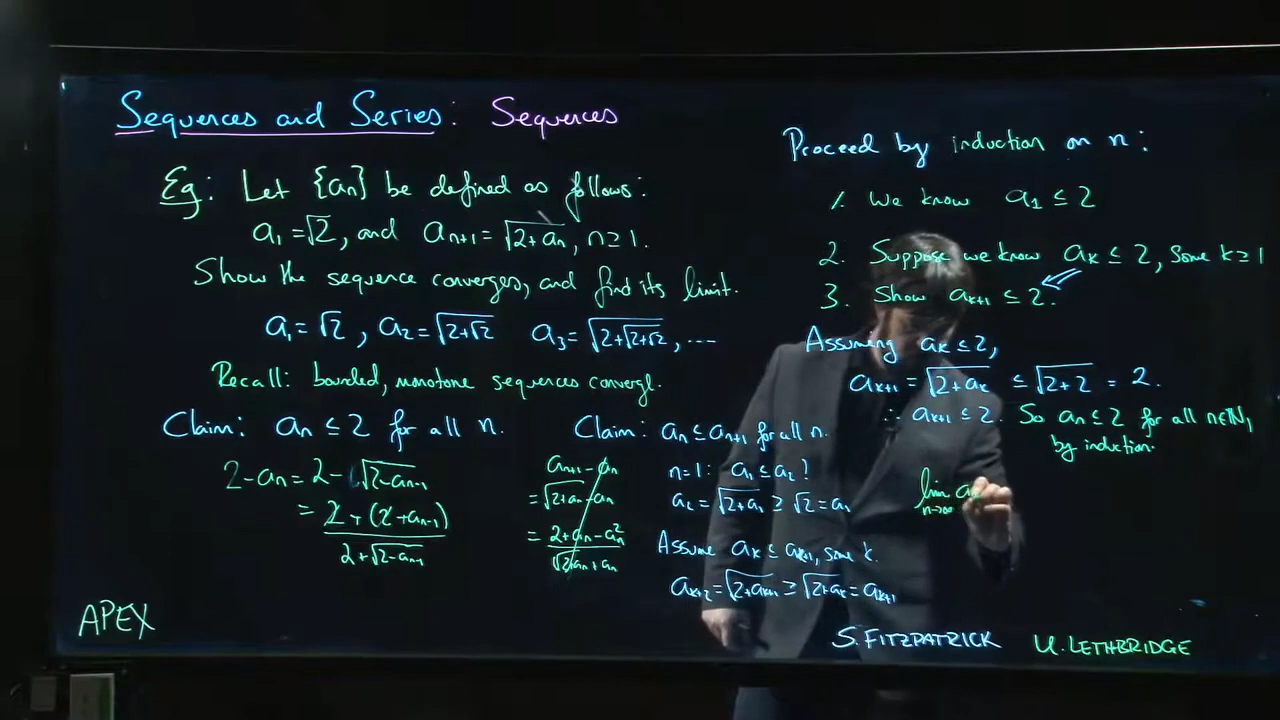 Sequences and Series: Sequences
Eg: Let {aₙ} be defined as follows:
a₁ = √2, and aₙ₊₁ = √(2+aₙ), n ≥ 1.
Show the sequence converges, and find its limit.
a₁ = √2, a₂ = √(2+√2) a₃ = √(2+√(2+√2)), ...
Recall: bounded, monotone sequences converge.
Claim: aₙ ≤ 2 for all n.
2-aₙ = 2-√(2-aₙ₋₁)
= (2+(2+aₙ₋₁))/(2+√(2-aₙ₋₁))
Claim: aₙ ≤ aₙ₊₁ for all n.
aₙ₊₁ - aₙ
= √(2+aₙ) - aₙ
= (2+aₙ-aₙ²)/(√(2+aₙ)+aₙ)
n=1: a₁ ≤ a₂?
a₂ = √(2+a₁) ≥ √2 = a₁
Assume aₖ ≤ aₖ₊₁, some k.
aₖ₊₂ = √(2+aₖ₊₁) ≥ √(2+aₖ) = aₖ₊₁
Proceed by induction on n:
1. We know a₁ ≤ 2
2. Suppose we know aₖ ≤ 2, some k ≥ 1
3. Show aₖ₊₁ ≤ 2.
Assuming aₖ ≤ 2,
aₖ₊₁ = √(2+aₖ) ≤ √(2+2) = 2.
∴ aₖ₊₁ ≤ 2. So aₙ ≤ 2 for all n∈ℕ,
by induction.
lim n→∞ a
APEX
S. FITZPATRICK U. LETHBRIDGE